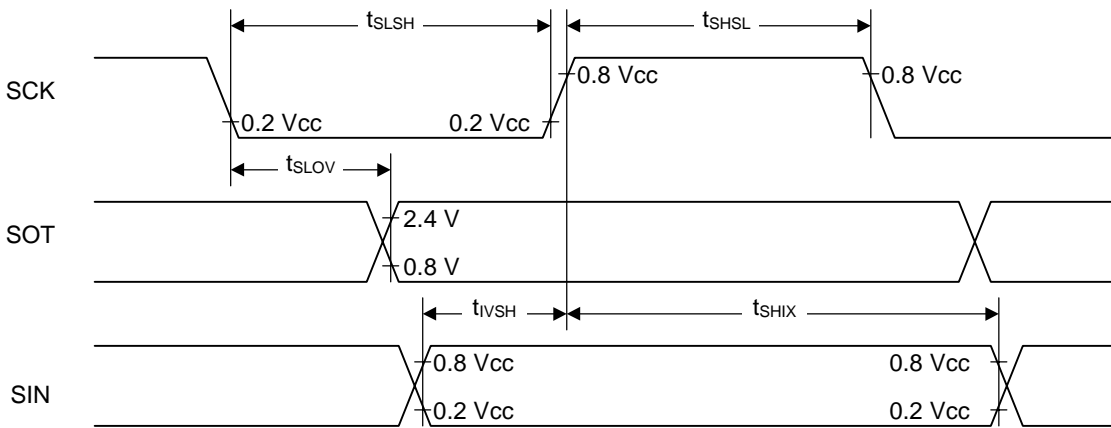 tSLSH
tSHSL
SCK
0.8 Vcc
0.8 Vcc
0.2 Vcc
0.2 Vcc
tSLOV
SOT
2.4 V
0.8 V
tIVSH
tSHIX
SIN
0.8 Vcc
0.8 Vcc
0.2 Vcc
0.2 Vcc